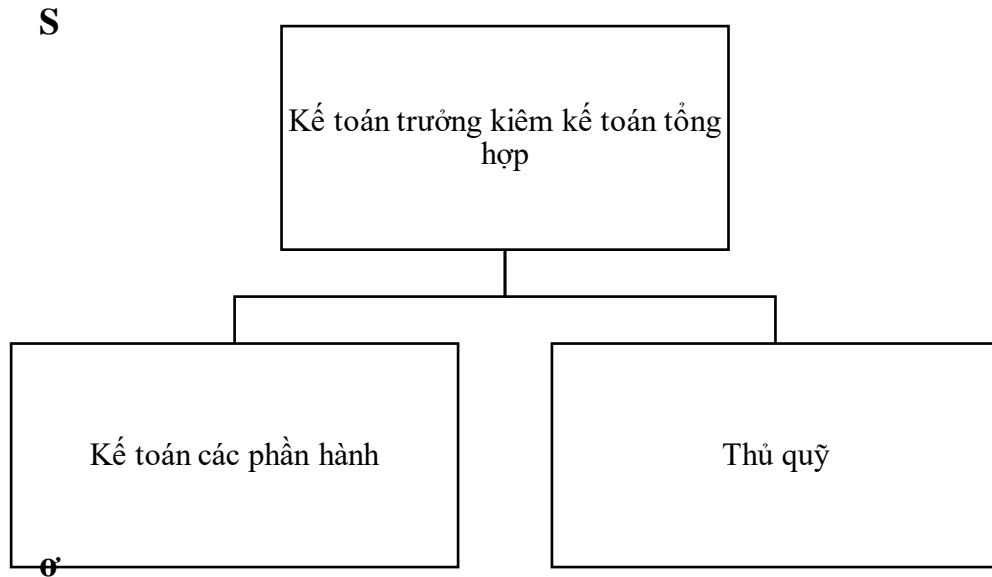 S
Kế toán trưởng kiêm kế toán tổng
hợp
Kế toán các phần hành
Thủ quỹ
ơ